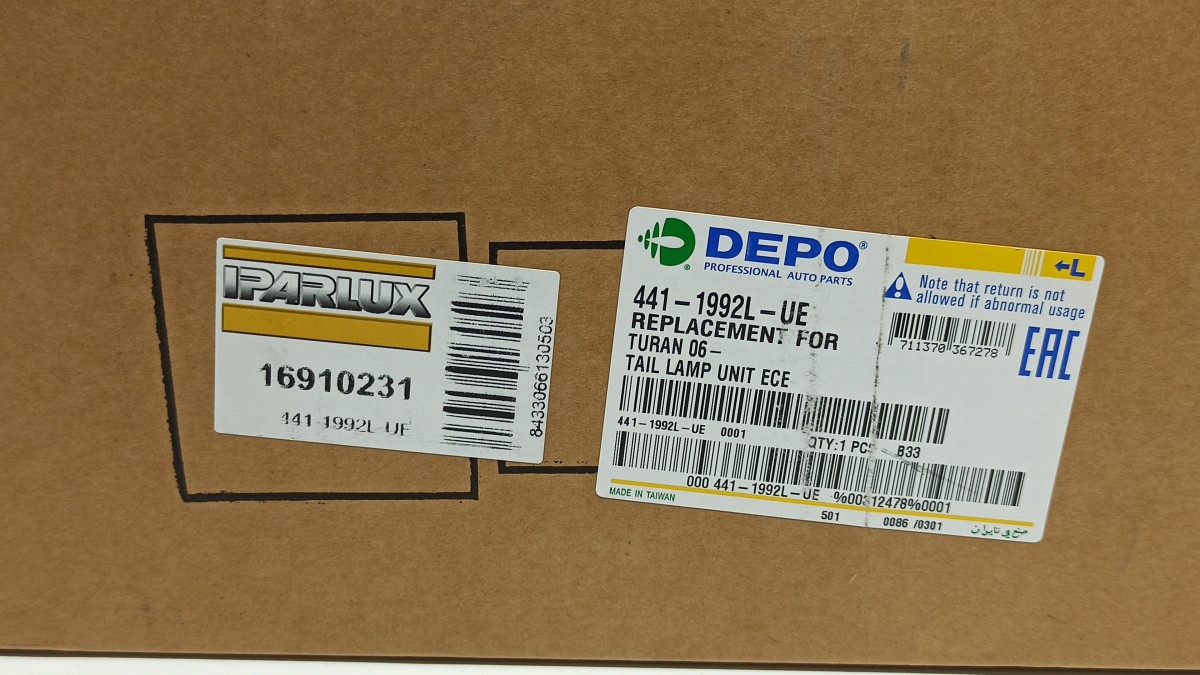 IPARLUX
16910231
441-1992L-UE
8433066130503
DEPO®
PROFESSIONAL AUTO PARTS
←L
Note that return is not
allowed if abnormal usage
441-1992L-UE
REPLACEMENT FOR
TURAN 06-
TAIL LAMP UNIT ECE
711370 367278
EAC
441-1992L-UE 0001
QTY:1 PCS B33
000 441-1992L-UE %00312478%0001
MADE IN TAIWAN
501 0086 /0301
صنع في تايوان